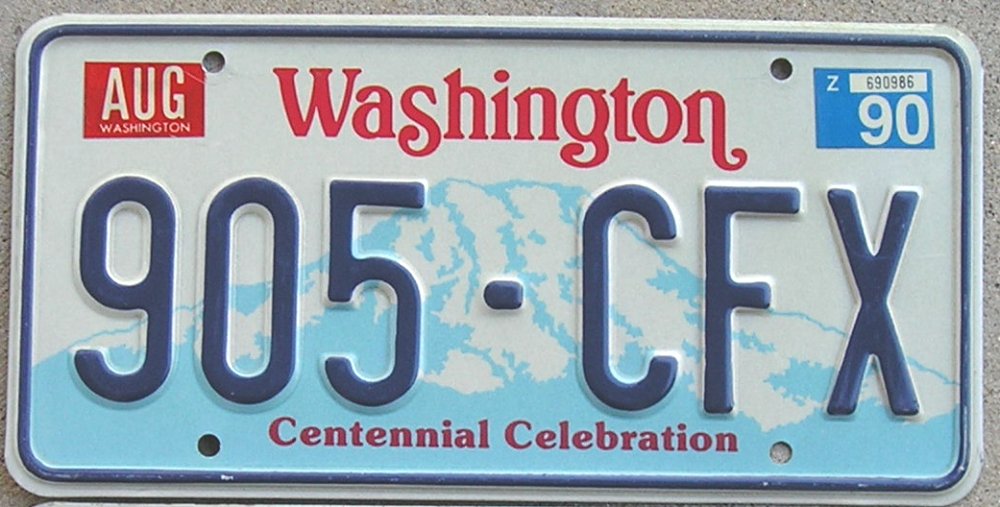 AUG
WASHINGTON
Washington
Z 690986
90
905-CFX
Centennial Celebration